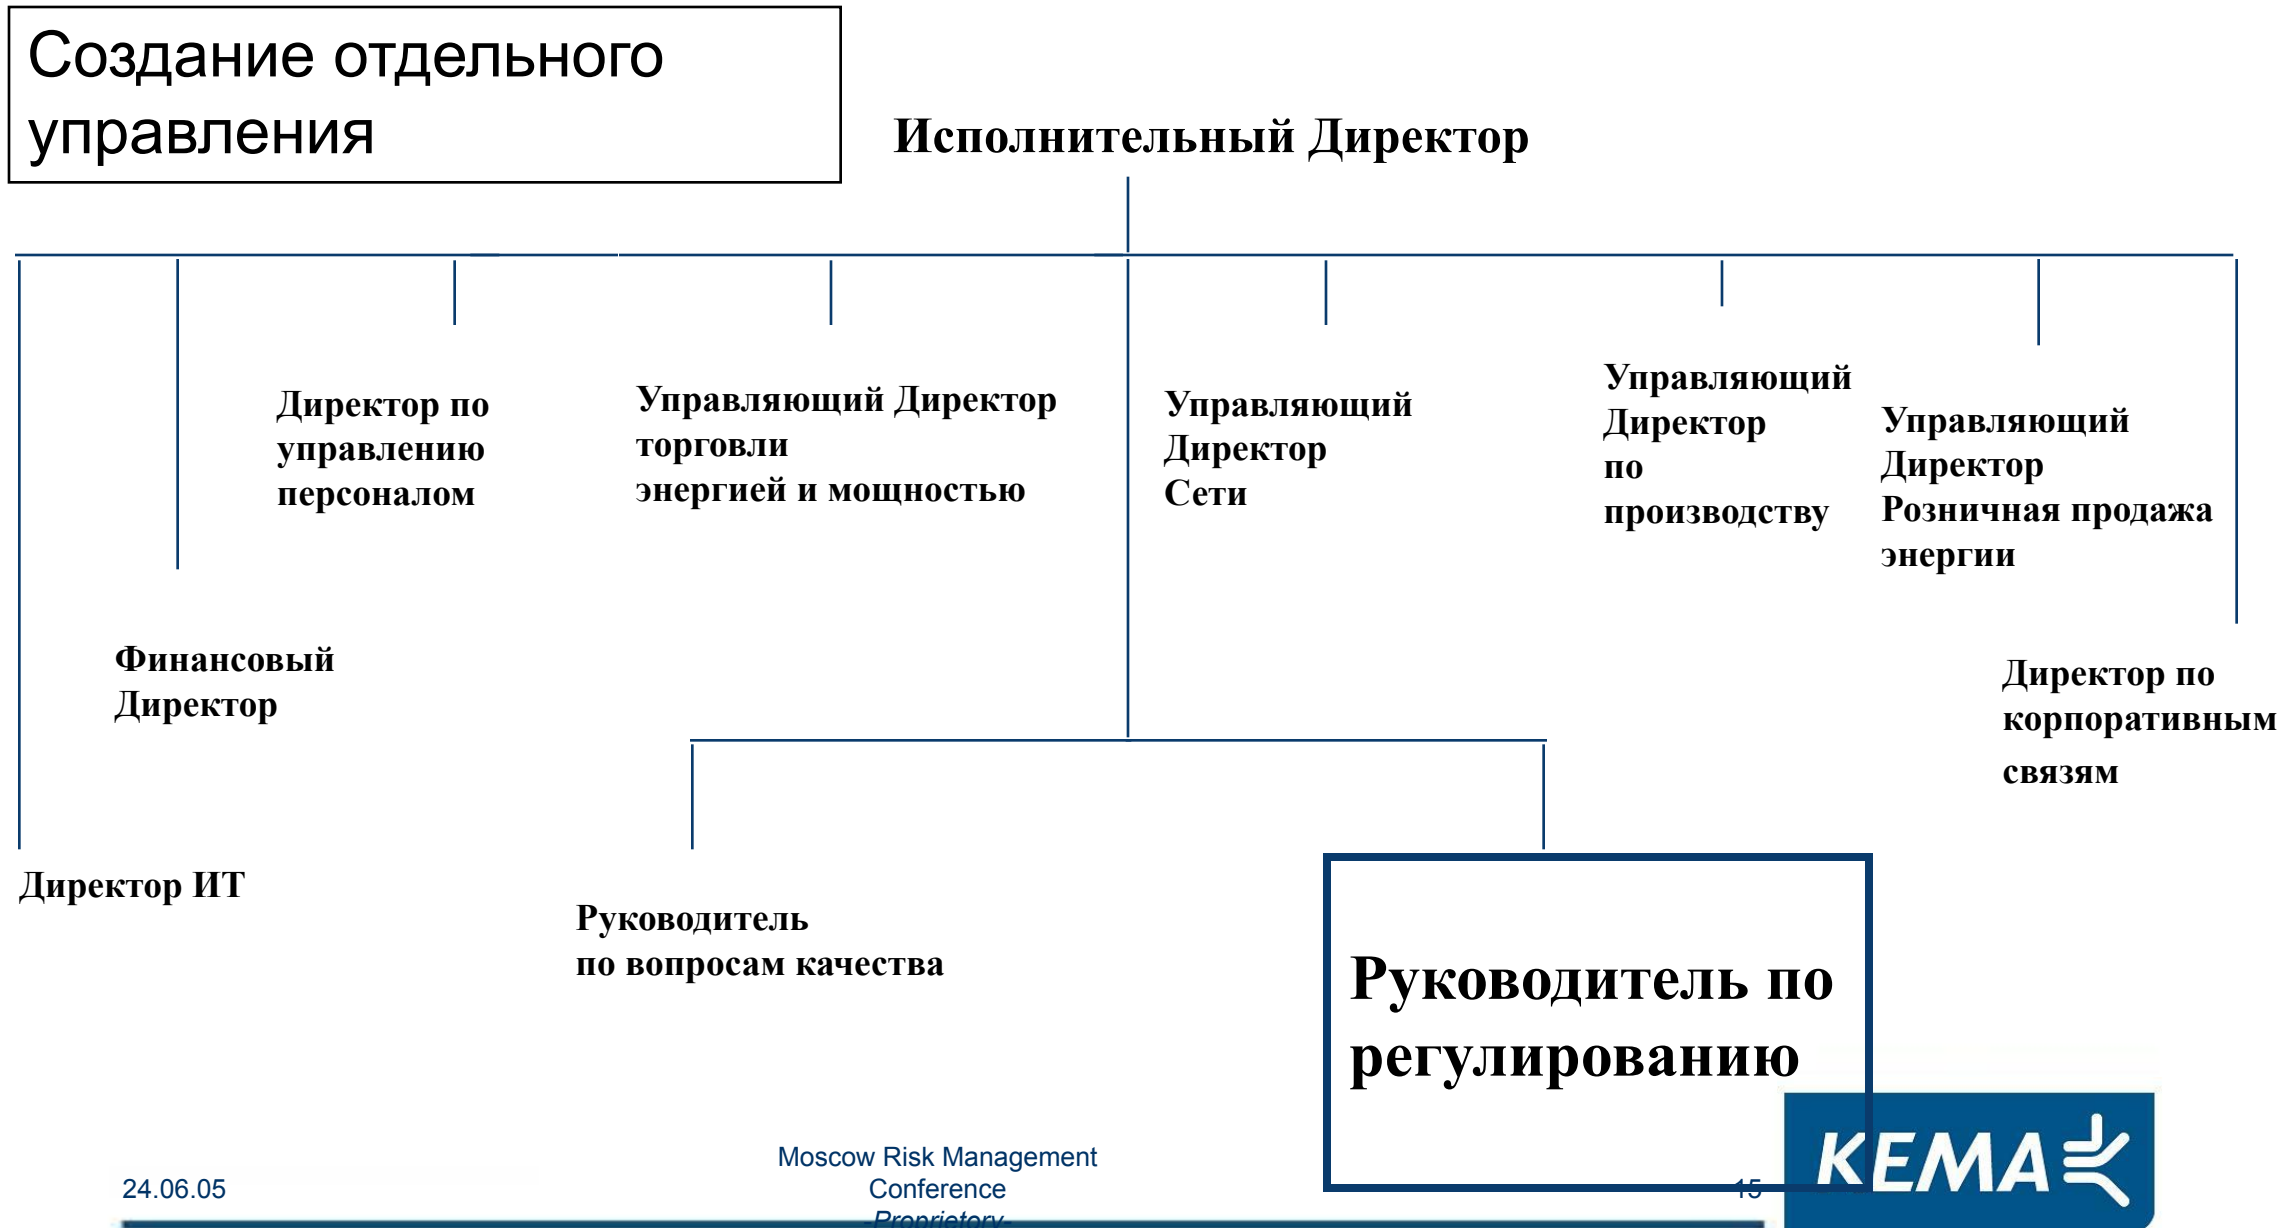 Создание отдельного
управления
Исполнительный Директор
Директор по
управлению
персоналом
Управляющий Директор
торговли
энергией и мощностью
Управляющий
Директор
Сети
Управляющий
Директор
по
производству
Управляющий
Директор
Розничная продажа
энергии
Финансовый
Директор
Директор по
корпоративным
связям
Директор ИТ
Руководитель
по вопросам качества
Руководитель по
регулированию
24.06.05
Moscow Risk Management
Conference
-Proprietory-
15
KEMA